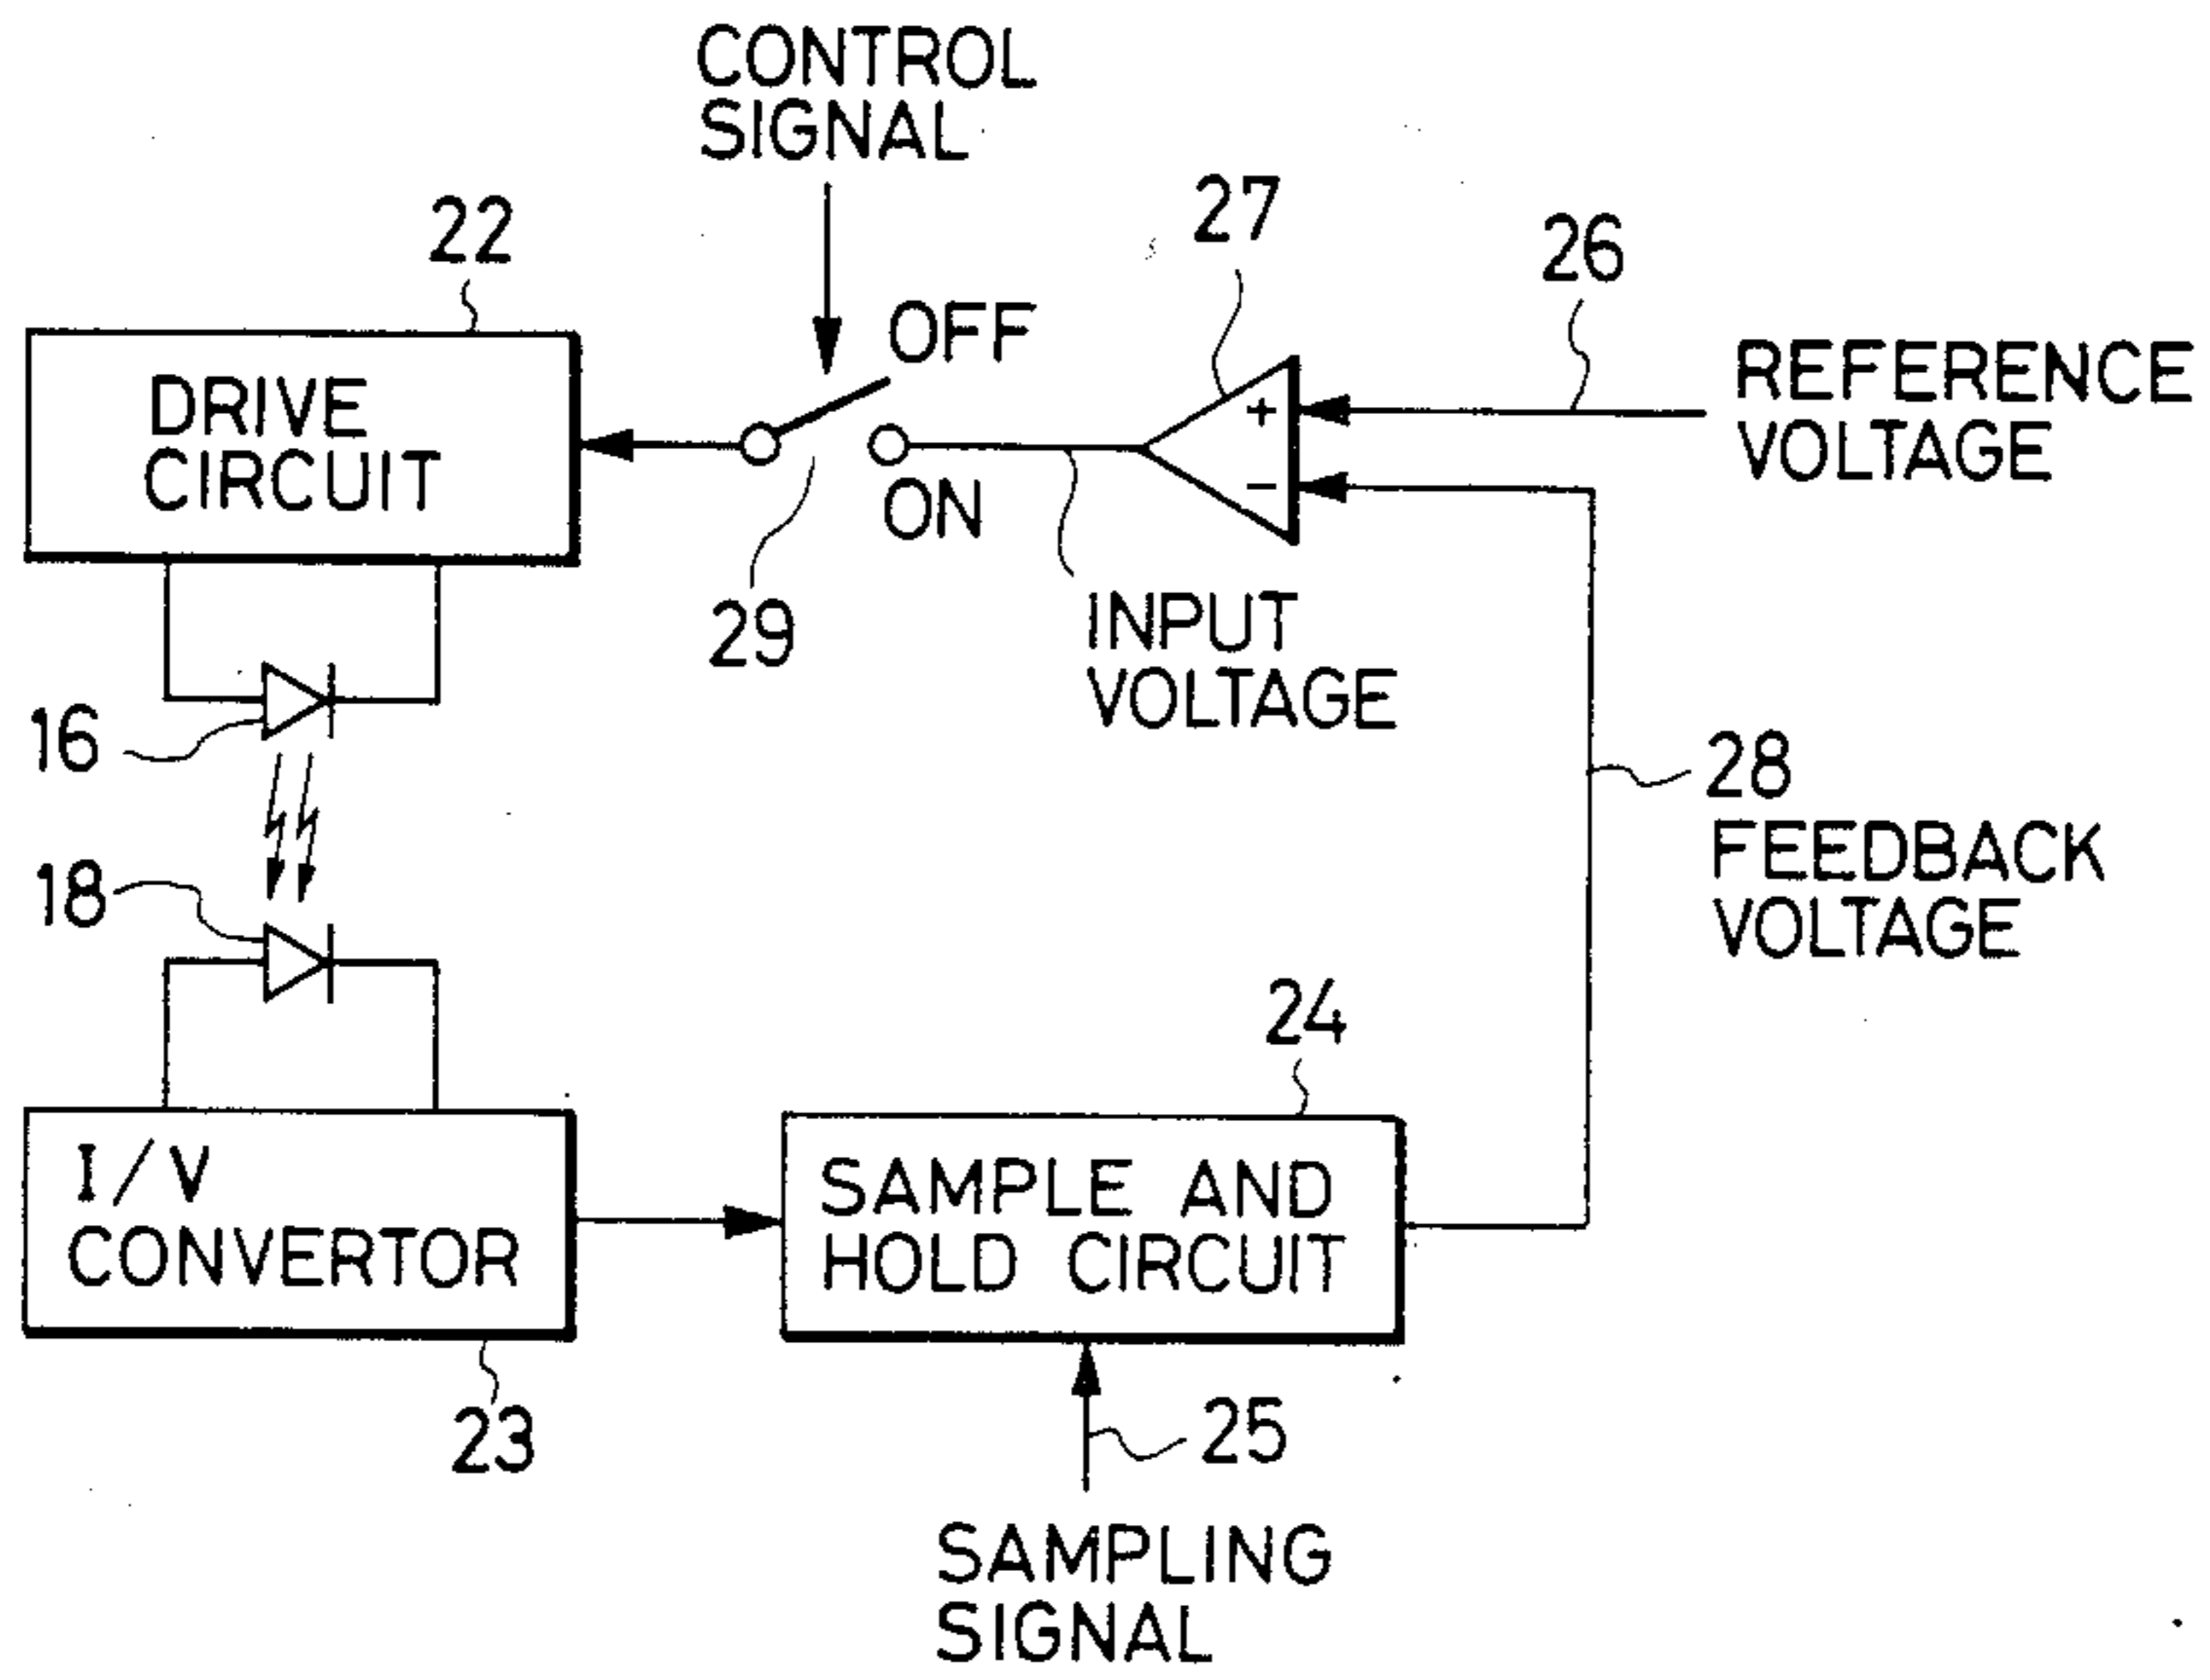 CONTROL
SIGNAL
22
27
26
OFF
DRIVE
CIRCUIT
+
REFERENCE
VOLTAGE
-
ON
29
INPUT
VOLTAGE
16
28
FEEDBACK
VOLTAGE
18
24
I/V
CONVERTOR
SAMPLE AND
HOLD CIRCUIT
23
25
SAMPLING
SIGNAL